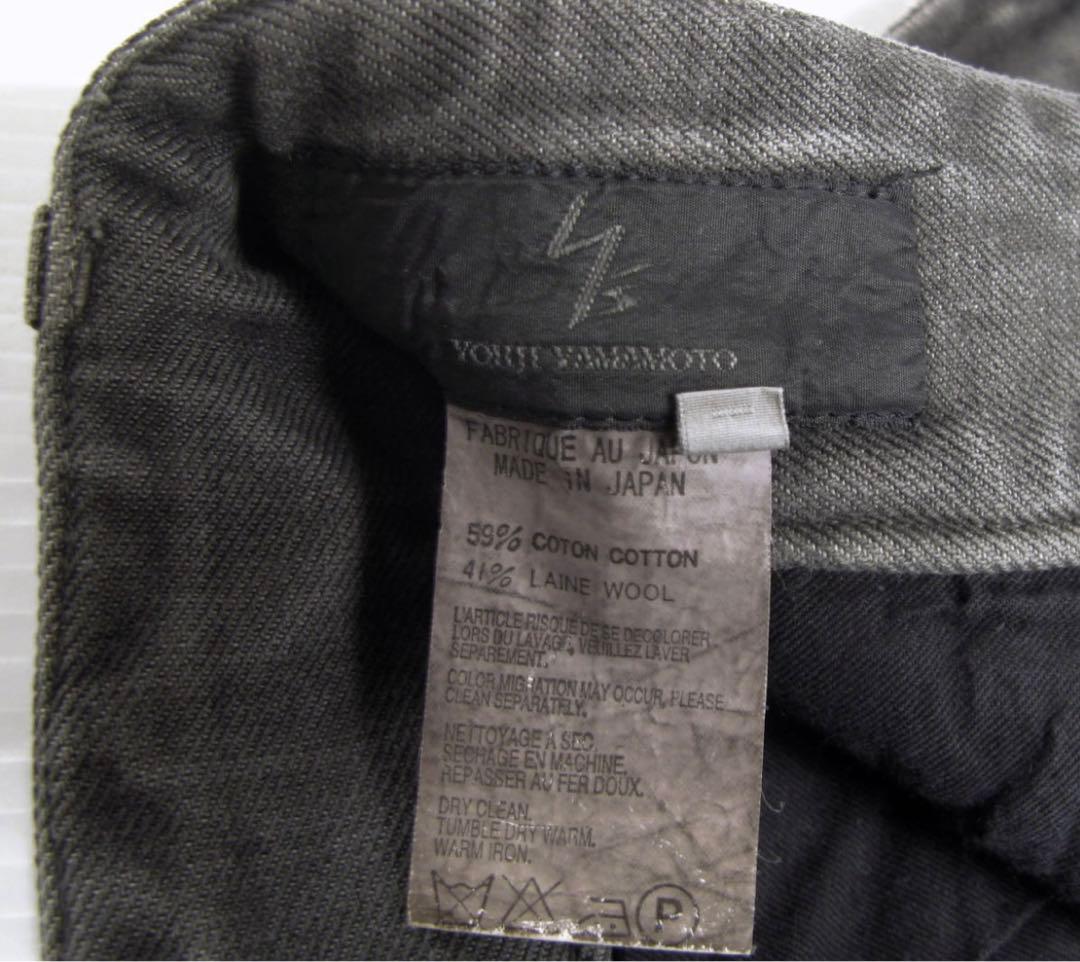 Y's
YOHJI YAMAMOTO
FABRIQUE AU JAPON
MADE IN JAPAN
59% COTON COTTON
41% LAINE WOOL
L'ARTICLE RISQUE DE SE DECOLORER
LORS DU LAVAGE, VEUILLEZ LAVER
SEPAREMENT.
COLOR MIGRATION MAY OCCUR, PLEASE
CLEAN SEPARATELY.
NETTOYAGE A SEC.
SECHAGE EN MACHINE.
REPASSER AU FER DOUX.
DRY CLEAN.
TUMBLE DRY WARM.
WARM IRON.
P